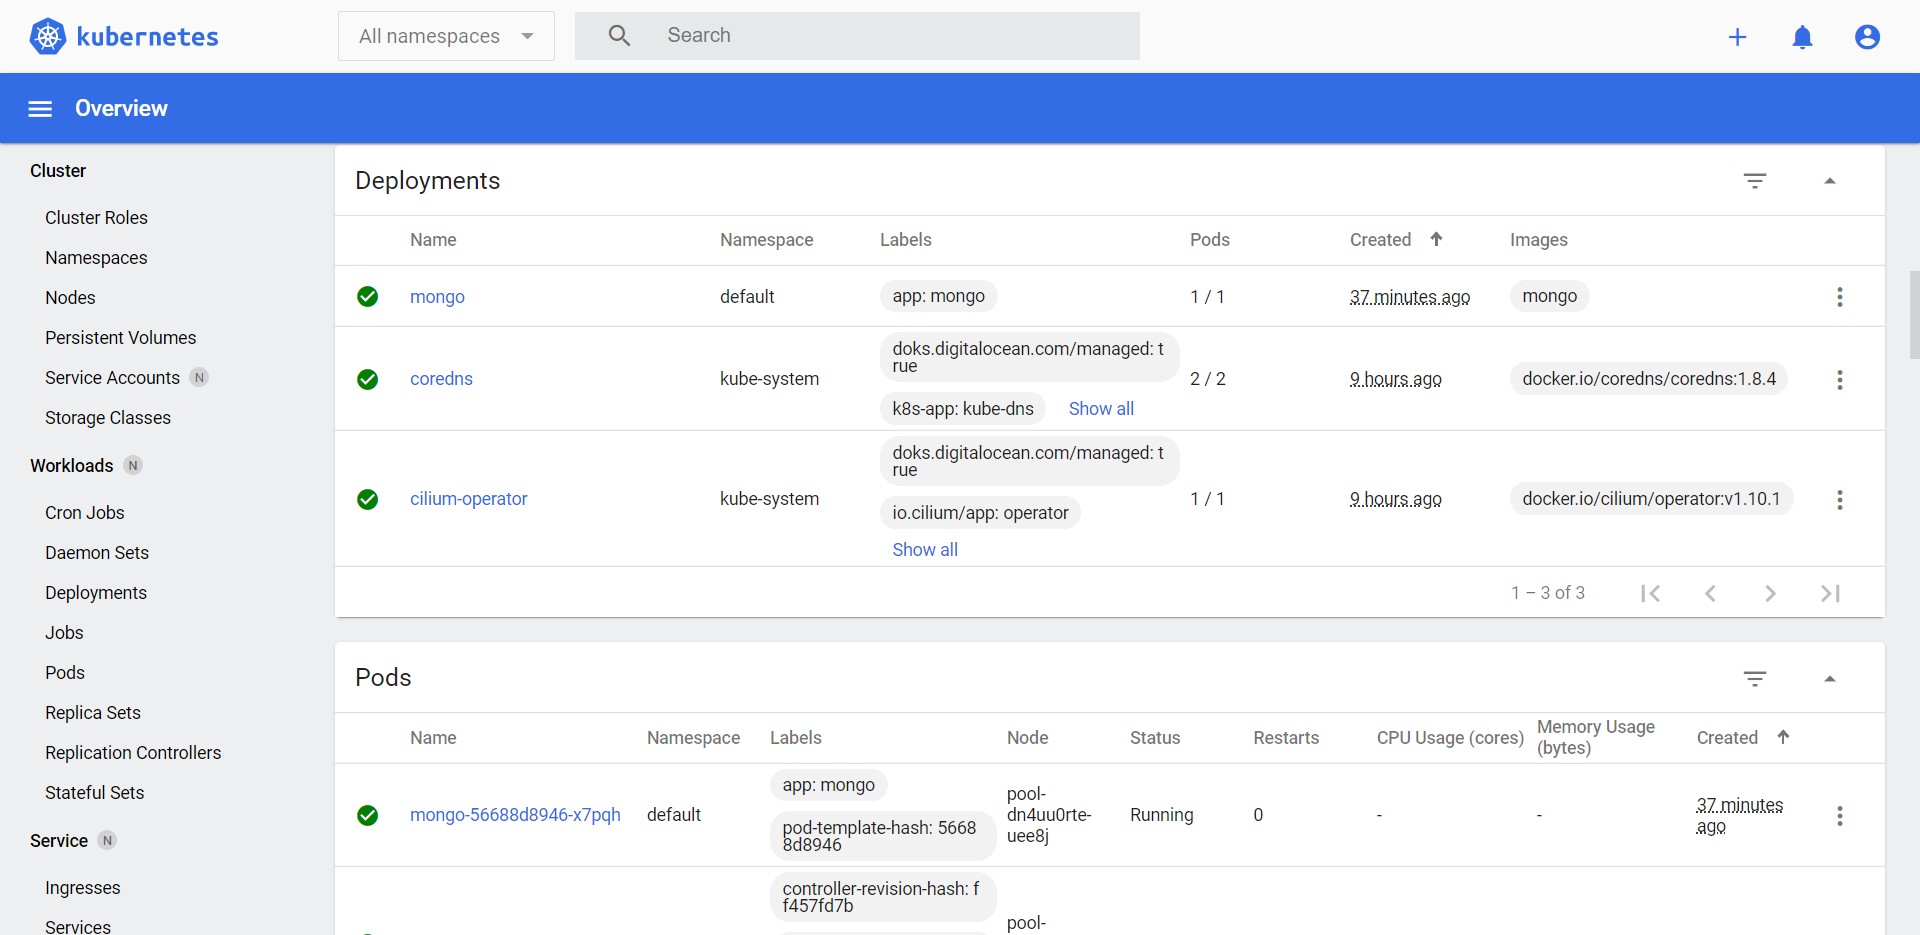 kubernetes
All namespaces
Search
Overview
Cluster
Cluster Roles
Namespaces
Nodes
Persistent Volumes
Service Accounts N
Storage Classes
Workloads N
Cron Jobs
Daemon Sets
Deployments
Jobs
Pods
Replica Sets
Replication Controllers
Stateful Sets
Service N
Ingresses
Services
Deployments
Name Namespace Labels Pods Created Images
mongo default app: mongo 1 / 1 37 minutes ago mongo
doks.digitalocean.com/managed: t
rue
coredns kube-system 2 / 2 9 hours ago docker.io/coredns/coredns:1.8.4
k8s-app: kube-dns Show all
doks.digitalocean.com/managed: t
rue
cilium-operator kube-system 1 / 1 9 hours ago docker.io/cilium/operator:v1.10.1
io.cilium/app: operator
Show all
1 – 3 of 3
Pods
Name Namespace Labels Node Status Restarts CPU Usage (cores) Memory Usage
(bytes) Created
app: mongo
mongo-56688d8946-x7pqh default
pod-template-hash: 5668
8d8946
pool-
dn4uu0rte-
uee8j
Running 0 - -
37 minutes
ago
controller-revision-hash: f
f457fd7b
pool-